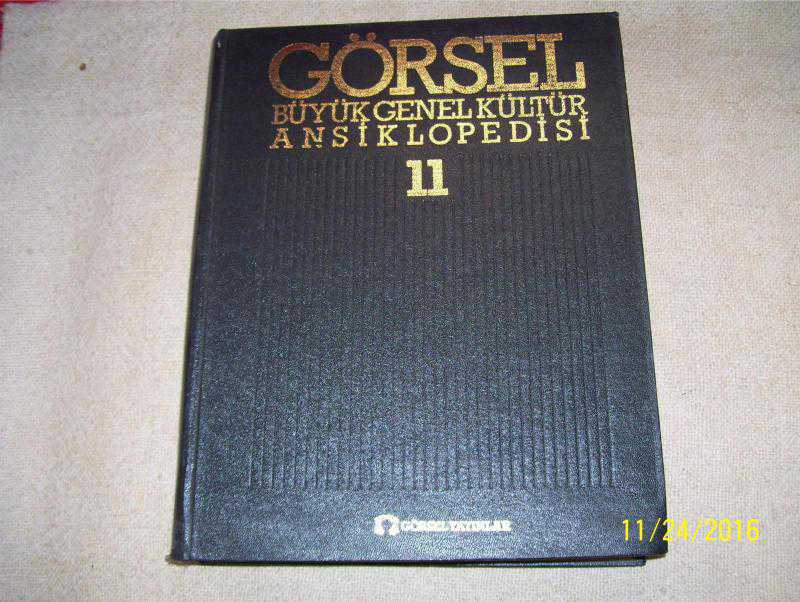 GÖRSEL
BÜYÜK GENEL KÜLTÜR
ANSİKLOPEDİSİ
11
GÖRSEL YAYINLAR
11/24/2016